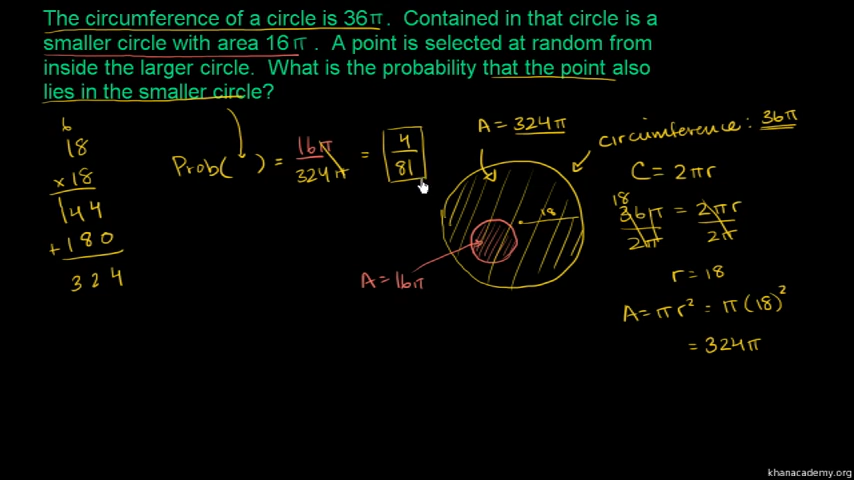 The circumference of a circle is 36π. Contained in that circle is a
smaller circle with area 16π. A point is selected at random from
inside the larger circle. What is the probability that the point also
lies in the smaller circle?
6
18
×18
144
+180
324
Prob( ) = 16π/324π = 4/81
A = 324π
circumference: 36π
18
A = 16π
C = 2πr
18
36π/2π = 2πr/2π
r = 18
A = πr² = π(18)²
= 324π
khanacademy.org